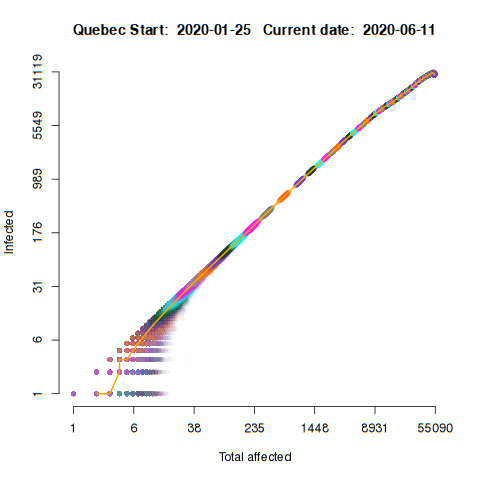 Quebec Start:  2020-01-25   Current date:  2020-06-11
31119
5549
989
176
31
6
1
Infected
1 6 38 235 1448 8931 55090
Total affected